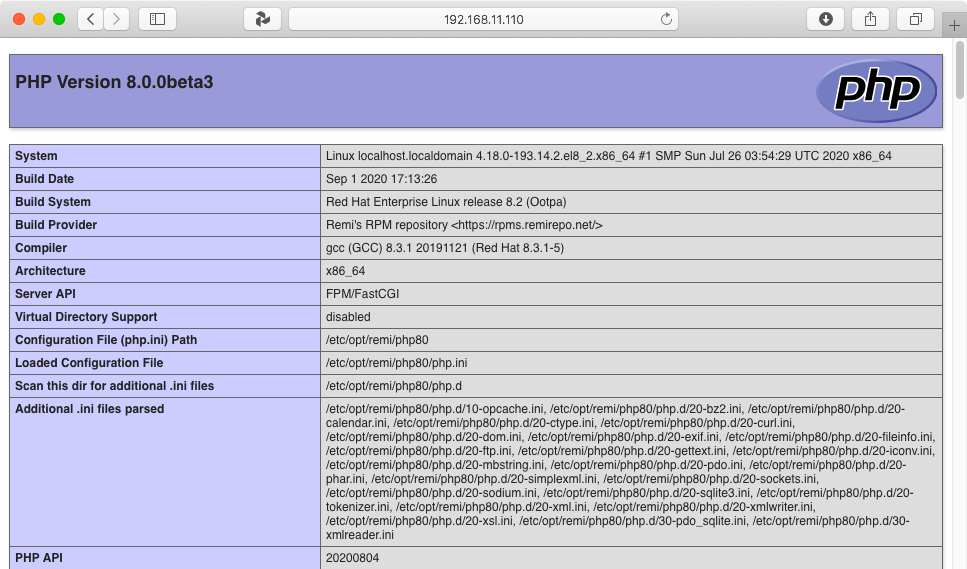 192.168.11.110
PHP Version 8.0.0beta3
php
System Linux localhost.localdomain 4.18.0-193.14.2.el8_2.x86_64 #1 SMP Sun Jul 26 03:54:29 UTC 2020 x86_64
Build Date Sep 1 2020 17:13:26
Build System Red Hat Enterprise Linux release 8.2 (Ootpa)
Build Provider Remi's RPM repository <https://rpms.remirepo.net/>
Compiler gcc (GCC) 8.3.1 20191121 (Red Hat 8.3.1-5)
Architecture x86_64
Server API FPM/FastCGI
Virtual Directory Support disabled
Configuration File (php.ini) Path /etc/opt/remi/php80
Loaded Configuration File /etc/opt/remi/php80/php.ini
Scan this dir for additional .ini files /etc/opt/remi/php80/php.d
Additional .ini files parsed /etc/opt/remi/php80/php.d/10-opcache.ini, /etc/opt/remi/php80/php.d/20-bz2.ini, /etc/opt/remi/php80/php.d/20-
calendar.ini, /etc/opt/remi/php80/php.d/20-ctype.ini, /etc/opt/remi/php80/php.d/20-curl.ini,
/etc/opt/remi/php80/php.d/20-dom.ini, /etc/opt/remi/php80/php.d/20-exif.ini, /etc/opt/remi/php80/php.d/20-fileinfo.ini,
/etc/opt/remi/php80/php.d/20-ftp.ini, /etc/opt/remi/php80/php.d/20-gettext.ini, /etc/opt/remi/php80/php.d/20-iconv.ini,
/etc/opt/remi/php80/php.d/20-mbstring.ini, /etc/opt/remi/php80/php.d/20-pdo.ini, /etc/opt/remi/php80/php.d/20-
phar.ini, /etc/opt/remi/php80/php.d/20-simplexml.ini, /etc/opt/remi/php80/php.d/20-sockets.ini,
/etc/opt/remi/php80/php.d/20-sodium.ini, /etc/opt/remi/php80/php.d/20-sqlite3.ini, /etc/opt/remi/php80/php.d/20-
tokenizer.ini, /etc/opt/remi/php80/php.d/20-xml.ini, /etc/opt/remi/php80/php.d/20-xmlwriter.ini,
/etc/opt/remi/php80/php.d/20-xsl.ini, /etc/opt/remi/php80/php.d/30-pdo_sqlite.ini, /etc/opt/remi/php80/php.d/30-
xmlreader.ini
PHP API 20200804